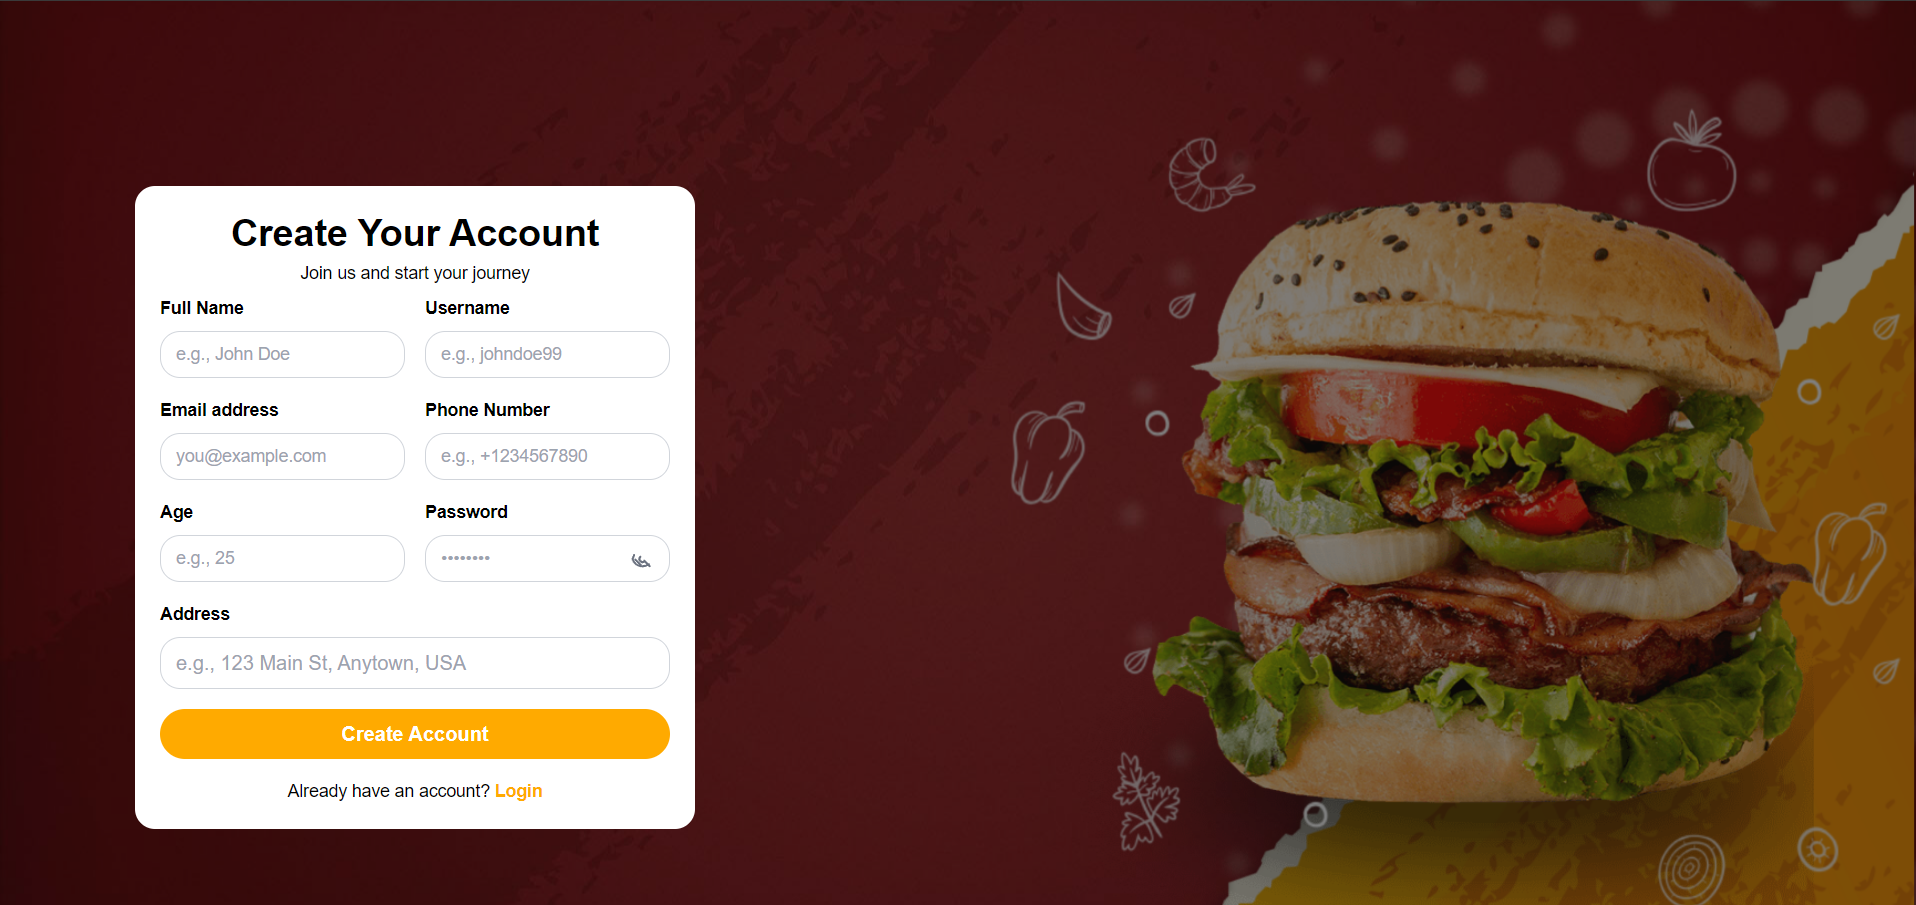 Create Your Account
Join us and start your journey
Full Name Username
e.g., John Doe e.g., johndoe99
Email address Phone Number
you@example.com e.g., +1234567890
Age Password
e.g., 25 ••••••••
Address
e.g., 123 Main St, Anytown, USA
Create Account
Already have an account? Login